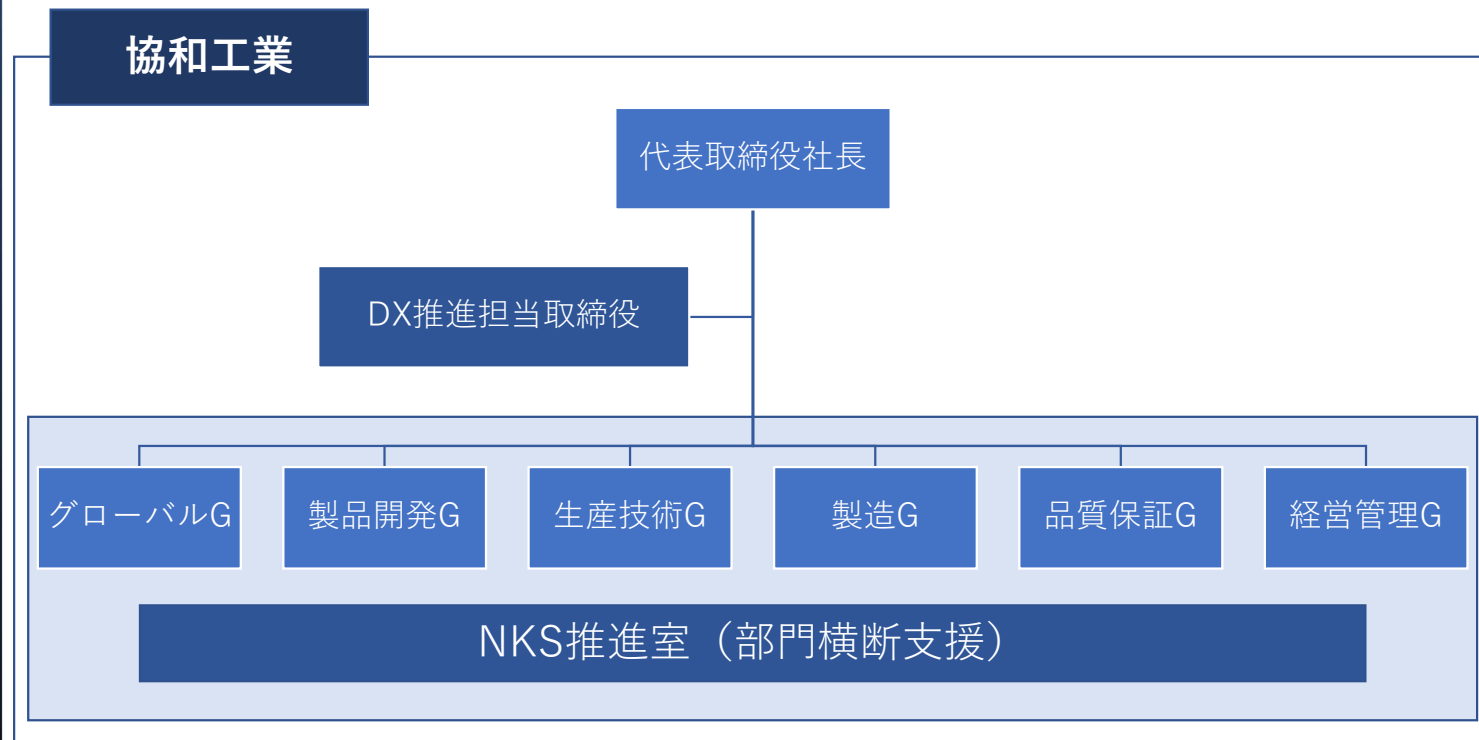 協和工業
代表取締役社長
DX推進担当取締役
グローバルG
製品開発G
生産技術G
製造G
品質保証G
経営管理G
NKS推進室（部門横断支援）